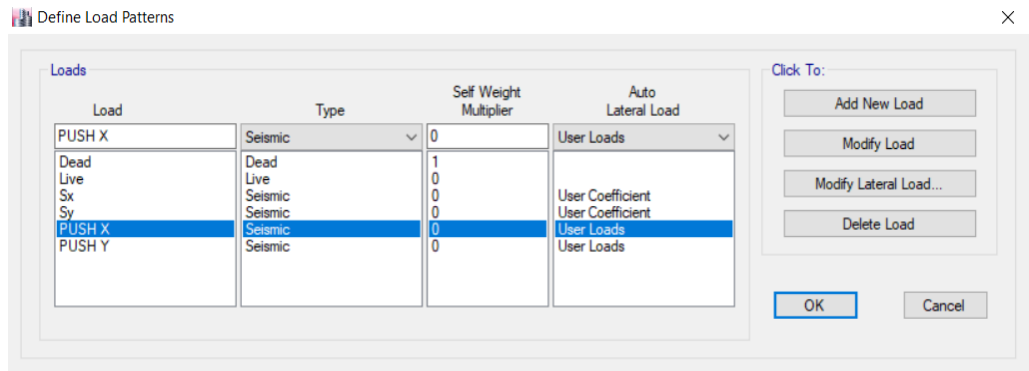 Define Load Patterns
Loads
Click To:
Load
Type
Self Weight
Multiplier
Auto
Lateral Load
PUSH X Seismic 0 User Loads
Dead Dead 1
Live Live 0
Sx Seismic 0 User Coefficient
Sy Seismic 0 User Coefficient
PUSH X Seismic 0 User Loads
PUSH Y Seismic 0 User Loads
Add New Load
Modify Load
Modify Lateral Load...
Delete Load
OK
Cancel